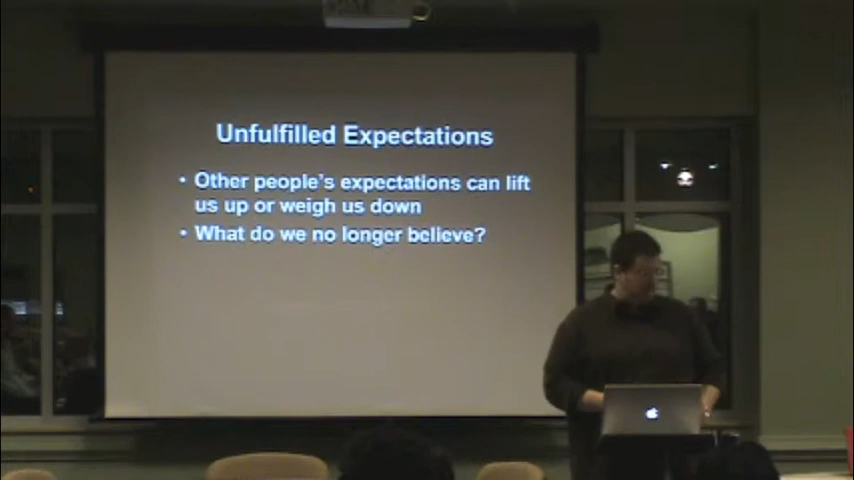 Unfulfilled Expectations
• Other people's expectations can lift
us up or weigh us down
• What do we no longer believe?